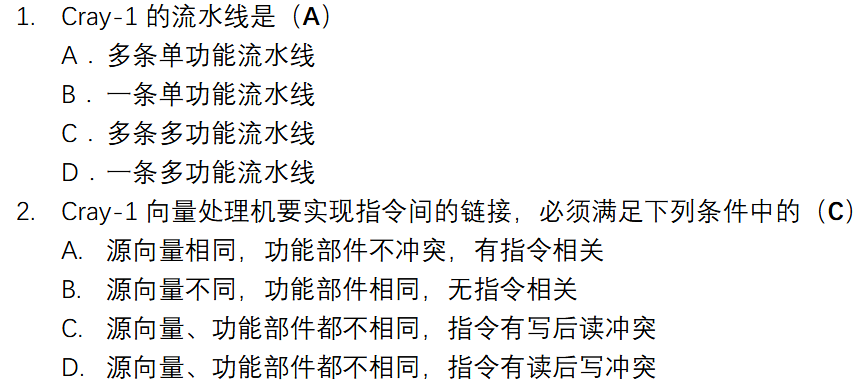 1. Cray-1 的流水线是（A）
A．多条单功能流水线
B．一条单功能流水线
C．多条多功能流水线
D．一条多功能流水线
2. Cray-1 向量处理机要实现指令间的链接，必须满足下列条件中的（C）
A. 源向量相同，功能部件不冲突，有指令相关
B. 源向量不同，功能部件相同，无指令相关
C. 源向量、功能部件都不相同，指令有写后读冲突
D. 源向量、功能部件都不相同，指令有读后写冲突